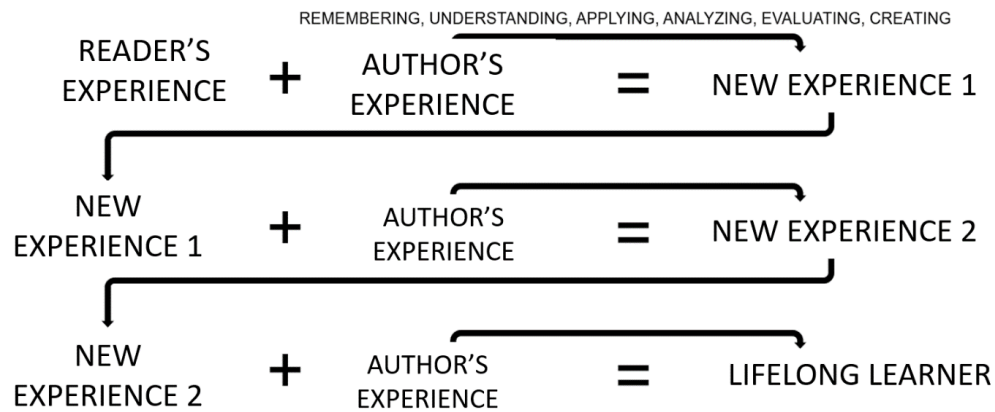 REMEMBERING, UNDERSTANDING, APPLYING, ANALYZING, EVALUATING, CREATING
READER'S
EXPERIENCE
+
AUTHOR'S
EXPERIENCE
=
NEW EXPERIENCE 1
NEW
EXPERIENCE 1
+
AUTHOR'S
EXPERIENCE
=
NEW EXPERIENCE 2
NEW
EXPERIENCE 2
+
AUTHOR'S
EXPERIENCE
=
LIFELONG LEARNER